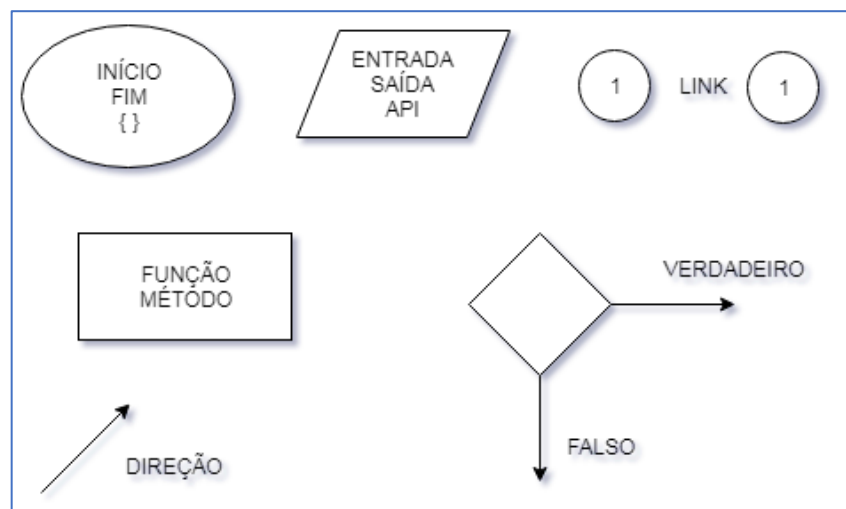 INÍCIO
FIM
{ }
ENTRADA
SAÍDA
API
1
LINK
1
FUNÇÃO
MÉTODO
VERDADEIRO
FALSO
DIREÇÃO